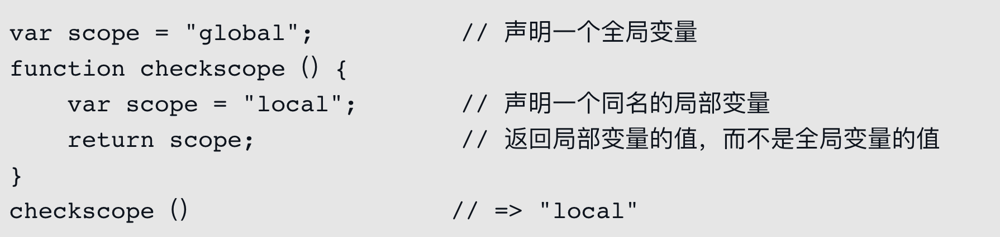 var scope = "global";          // 声明一个全局变量
function checkscope () {
    var scope = "local";       // 声明一个同名的局部变量
    return scope;              // 返回局部变量的值，而不是全局变量的值
}
checkscope ()                  // => "local"